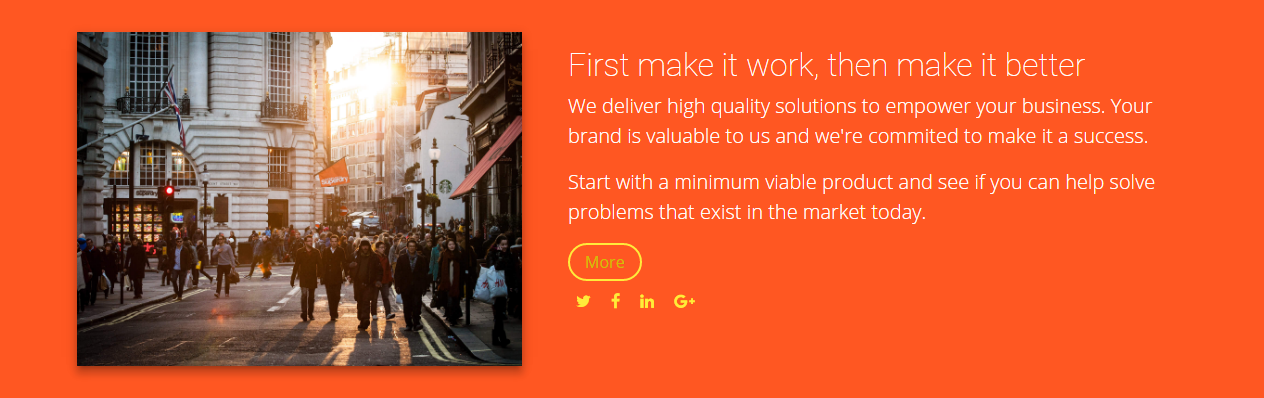 First make it work, then make it better
We deliver high quality solutions to empower your business. Your
brand is valuable to us and we're commited to make it a success.
Start with a minimum viable product and see if you can help solve
problems that exist in the market today.
More